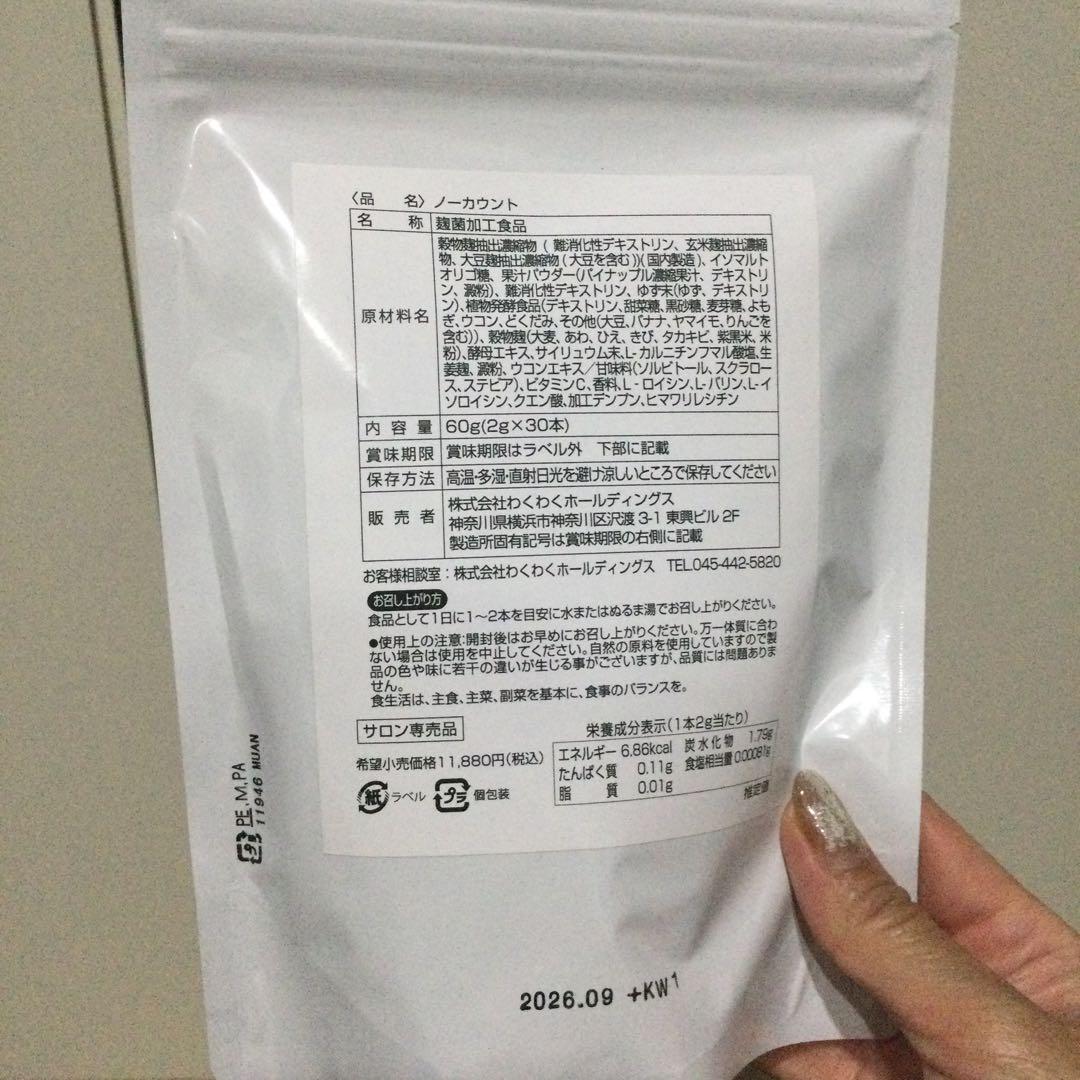 〈品　名〉ノーカウント
名　称　麹菌加工食品
原材料名
穀物麹抽出濃縮物（難消化性デキストリン、玄米麹抽出濃縮
物、大豆麹抽出濃縮物(大豆を含む))(国内製造)、イソマルト
オリゴ糖、果汁パウダー(パイナップル濃縮果汁、デキストリ
ン、澱粉)、難消化性デキストリン、ゆず末(ゆず、デキストリ
ン)、植物発酵食品(デキストリン、甜菜糖、黒砂糖、麦芽糖、よも
ぎ、ウコン、どくだみ、その他(大豆、バナナ、ヤマイモ、りんごを
含む))、穀物麹(大麦、あわ、ひえ、きび、タカキビ、紫黒米、米
粉)、酵母エキス、サイリュウム末、L-カルニチンフマル酸塩、生
姜麹、澱粉、ウコンエキス／甘味料(ソルビトール、スクラロー
ス、ステビア)、ビタミンC、香料、L‐ロイシン、L-バリン、L-イ
ソロイシン、クエン酸、加工デンプン、ヒマワリレシチン
内容量　60g(2g×30本)
賞味期限　賞味期限はラベル外　下部に記載
保存方法　高温・多湿・直射日光を避け涼しいところで保存してください
販売者
株式会社わくわくホールディングス
神奈川県横浜市神奈川区沢渡 3-1 東興ビル 2F
製造所固有記号は賞味期限の右側に記載
お客様相談室：株式会社わくわくホールディングス　TEL.045-442-5820
お召し上がり方
食品として1日に1〜2本を目安に水またはぬるま湯でお召し上がりください。
●使用上の注意:開封後はお早めにお召し上がりください。万一体質に合わ
ない場合は使用を中止してください。自然の原料を使用していますので製
品の色や味に若干の違いが生じる事がございますが、品質には問題ありま
せん。
食生活は、主食、主菜、副菜を基本に、食事のバランスを。
サロン専売品
希望小売価格11,880円(税込)
紙 ラベル　プラ 個包装
栄養成分表示(1本2g当たり)
エネルギー 6.86kcal　炭水化物　1.79g
たんぱく質　0.11g　食塩相当量 0.00081g
脂　質　0.01g
推定値
プラ PE,M,PA
11946 MUAN
2026.09 +KW1